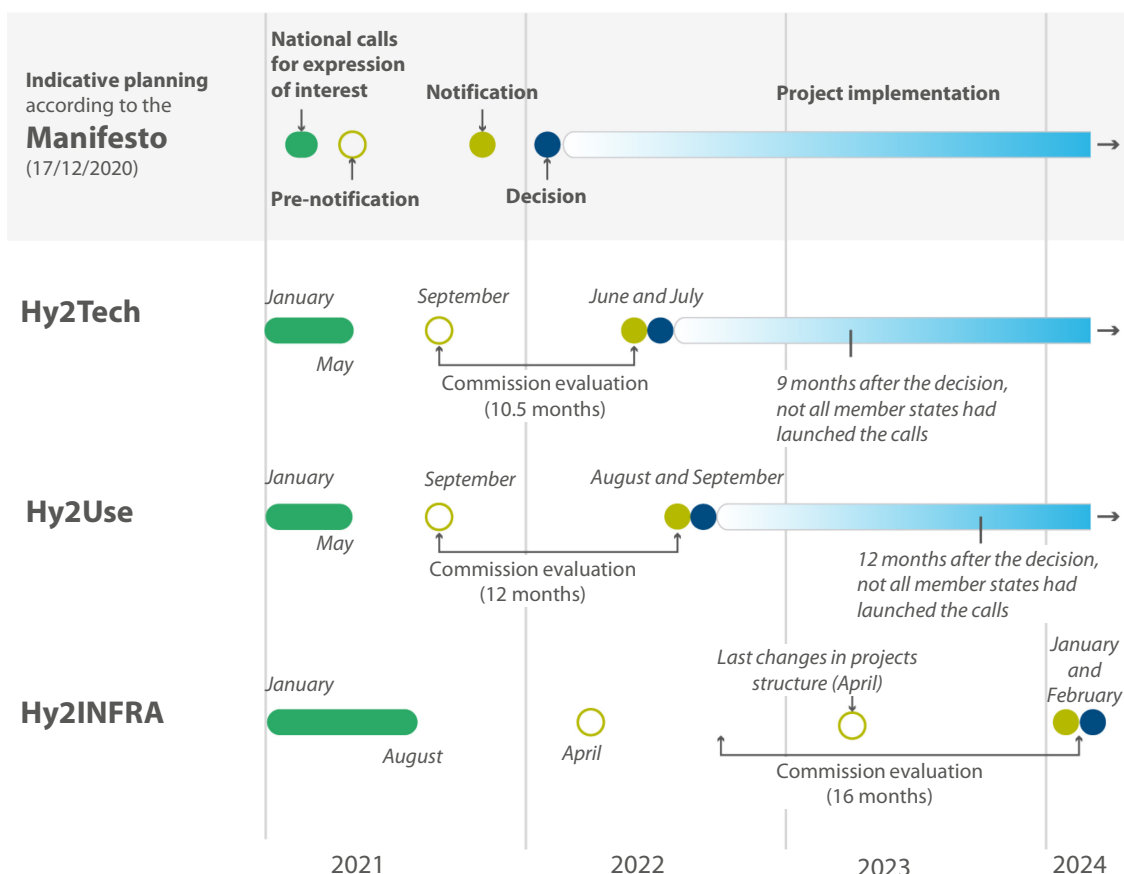 Indicative planning
according to the
Manifesto
(17/12/2020)
National calls
for expression
of interest
Pre-notification
Notification
Decision
Project implementation
Hy2Tech
January
May
September
June and July
Commission evaluation
(10.5 months)
9 months after the decision,
not all member states had
launched the calls
Hy2Use
January
May
September
August and September
Commission evaluation
(12 months)
12 months after the decision,
not all member states had
launched the calls
Hy2INFRA
January
August
April
Last changes in projects
structure (April)
January
and
February
Commission evaluation
(16 months)
2021
2022
2023
2024